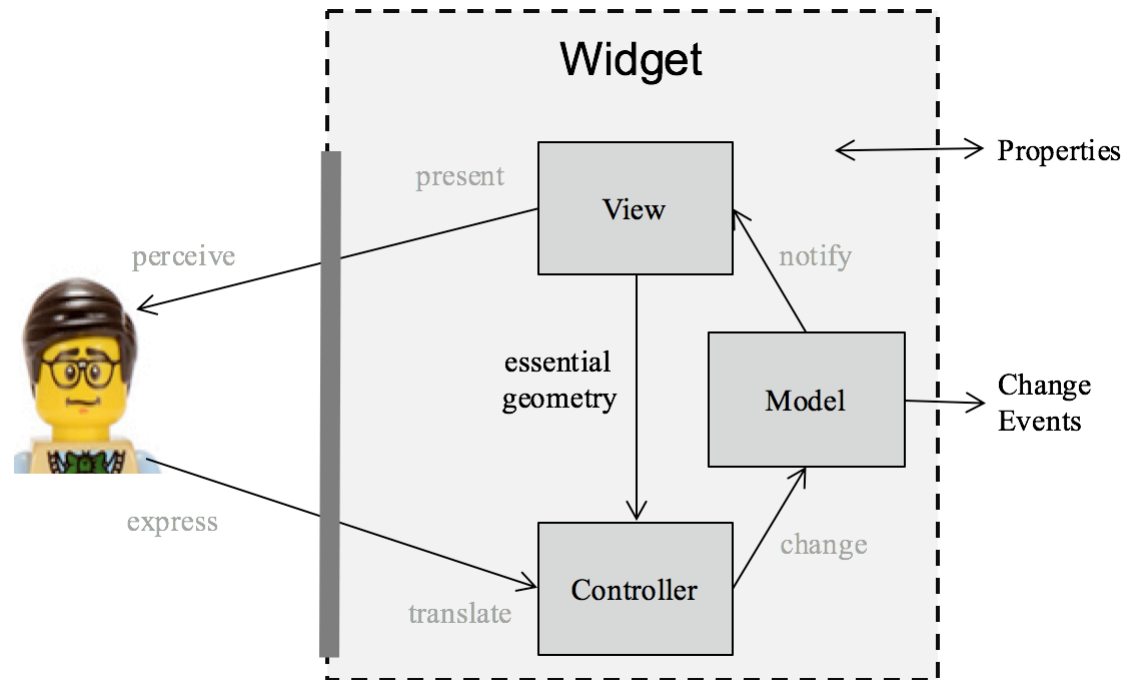 Widget
Properties
present
View
perceive
notify
essential
geometry
Model
Change
Events
express
change
Controller
translate